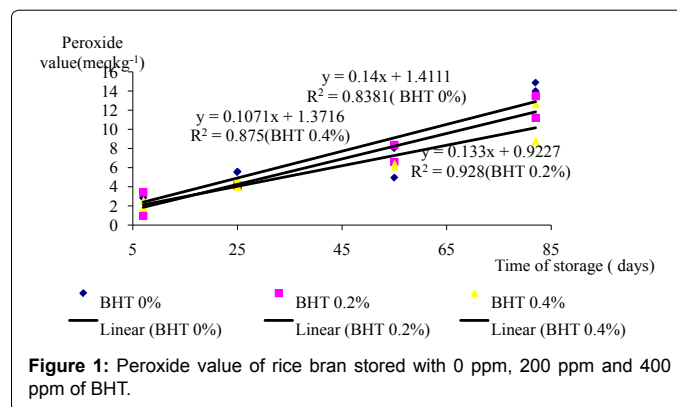 Peroxide
value(meqkg-1)
16
14
12
10
8
6
4
2
0
y = 0.14x + 1.4111
R2 = 0.8381( BHT 0%)
y = 0.1071x + 1.3716
R2 = 0.875(BHT 0.4%)
y = 0.133x + 0.9227
R2 = 0.928(BHT 0.2%)
5 25 45 65 85
Time of storage ( days)
BHT 0% BHT 0.2% BHT 0.4%
Linear (BHT 0%) Linear (BHT 0.2%) Linear (BHT 0.4%)
Figure 1: Peroxide value of rice bran stored with 0 ppm, 200 ppm and 400
ppm of BHT.